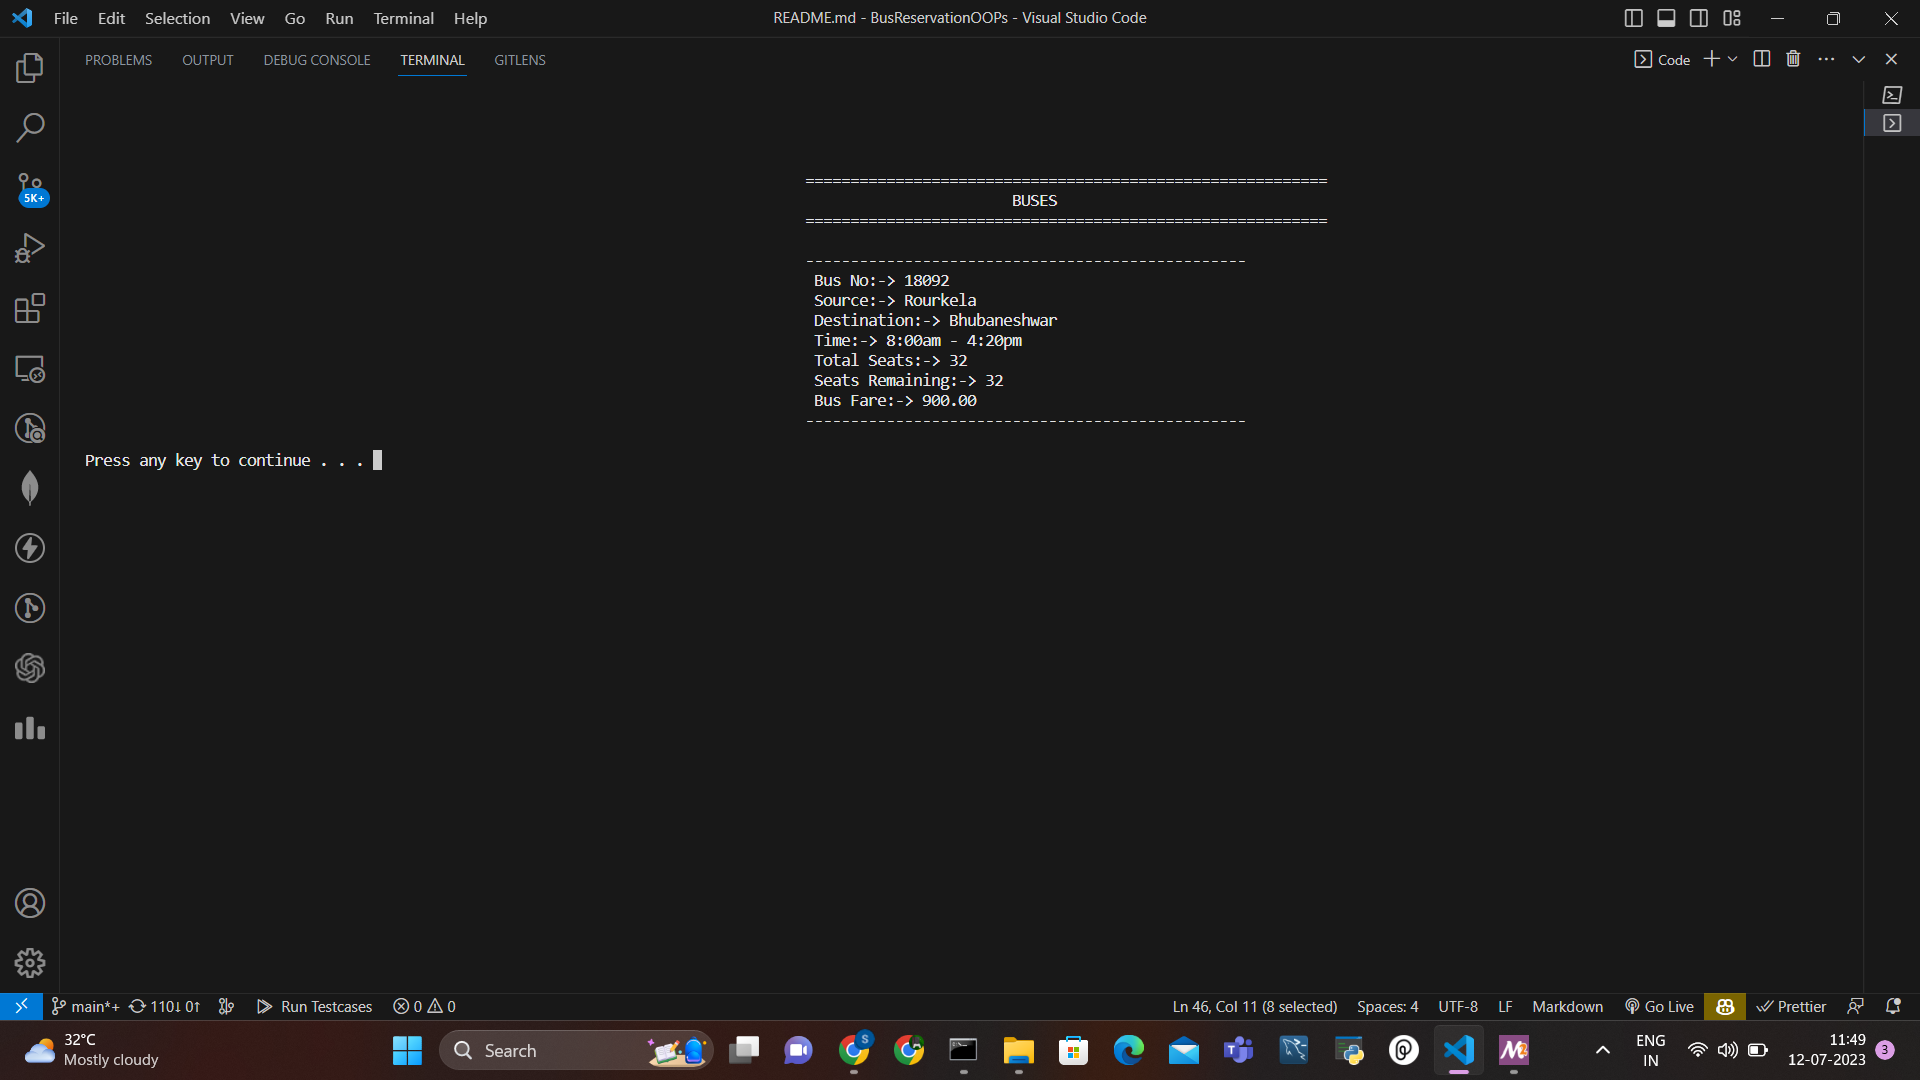 File Edit Selection View Go Run Terminal Help README.md - BusReservationOOPs - Visual Studio Code
PROBLEMS OUTPUT DEBUG CONSOLE TERMINAL GITLENS Code
==========================================================
BUSES
==========================================================
-------------------------------------------------
Bus No:-> 18092
Source:-> Rourkela
Destination:-> Bhubaneshwar
Time:-> 8:00am - 4:20pm
Total Seats:-> 32
Seats Remaining:-> 32
Bus Fare:-> 900.00
-------------------------------------------------
Press any key to continue . . .
5K+
main*+ 110↓ 0↑ Run Testcases 0 0 Ln 46, Col 11 (8 selected) Spaces: 4 UTF-8 LF Markdown Go Live Prettier
32°C
Mostly cloudy
Search
S
ENG
IN
11:49
12-07-2023
3